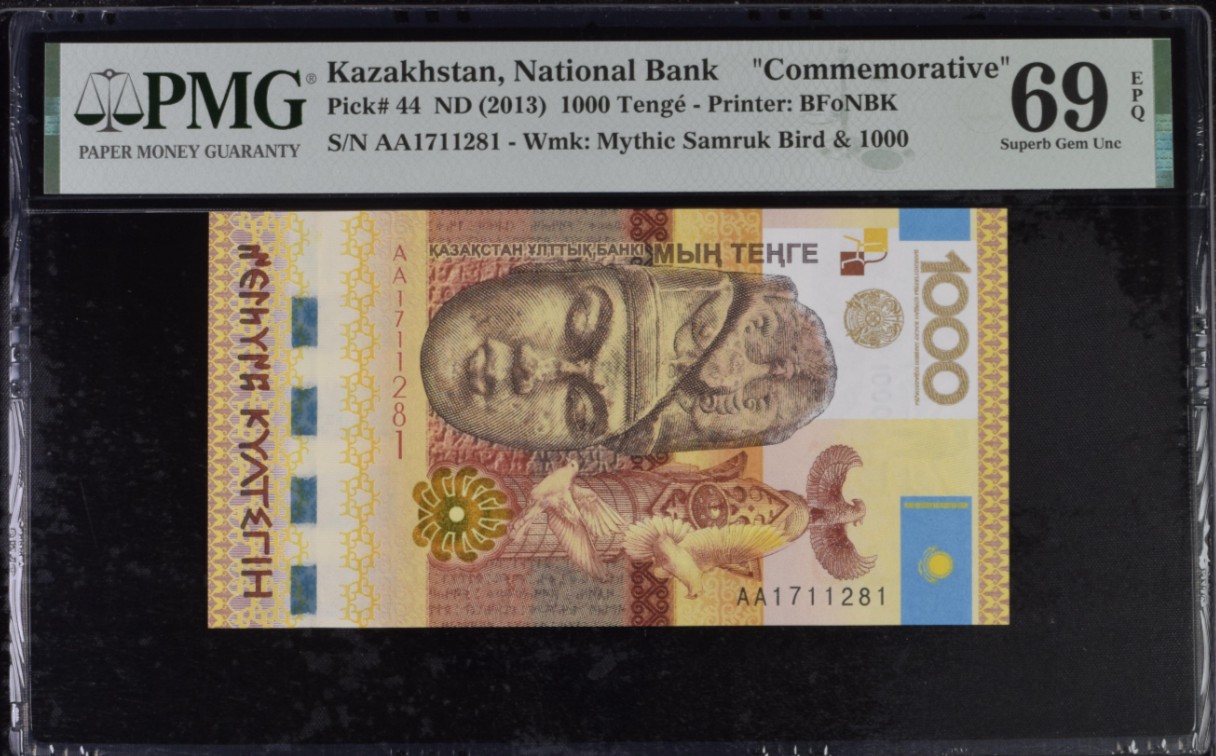 PMG®
PAPER MONEY GUARANTY
Kazakhstan, National Bank "Commemorative"
Pick# 44 ND (2013) 1000 Tengé - Printer: BFoNBK
S/N AA1711281 - Wmk: Mythic Samruk Bird & 1000
69
EPQ
Superb Gem Unc
ҚАЗАҚСТАН ҰЛТТЫҚ БАНКІ
МЫҢ ТЕҢГЕ
1000
AA1711281
КҮЛТЕГІН
AA1711281